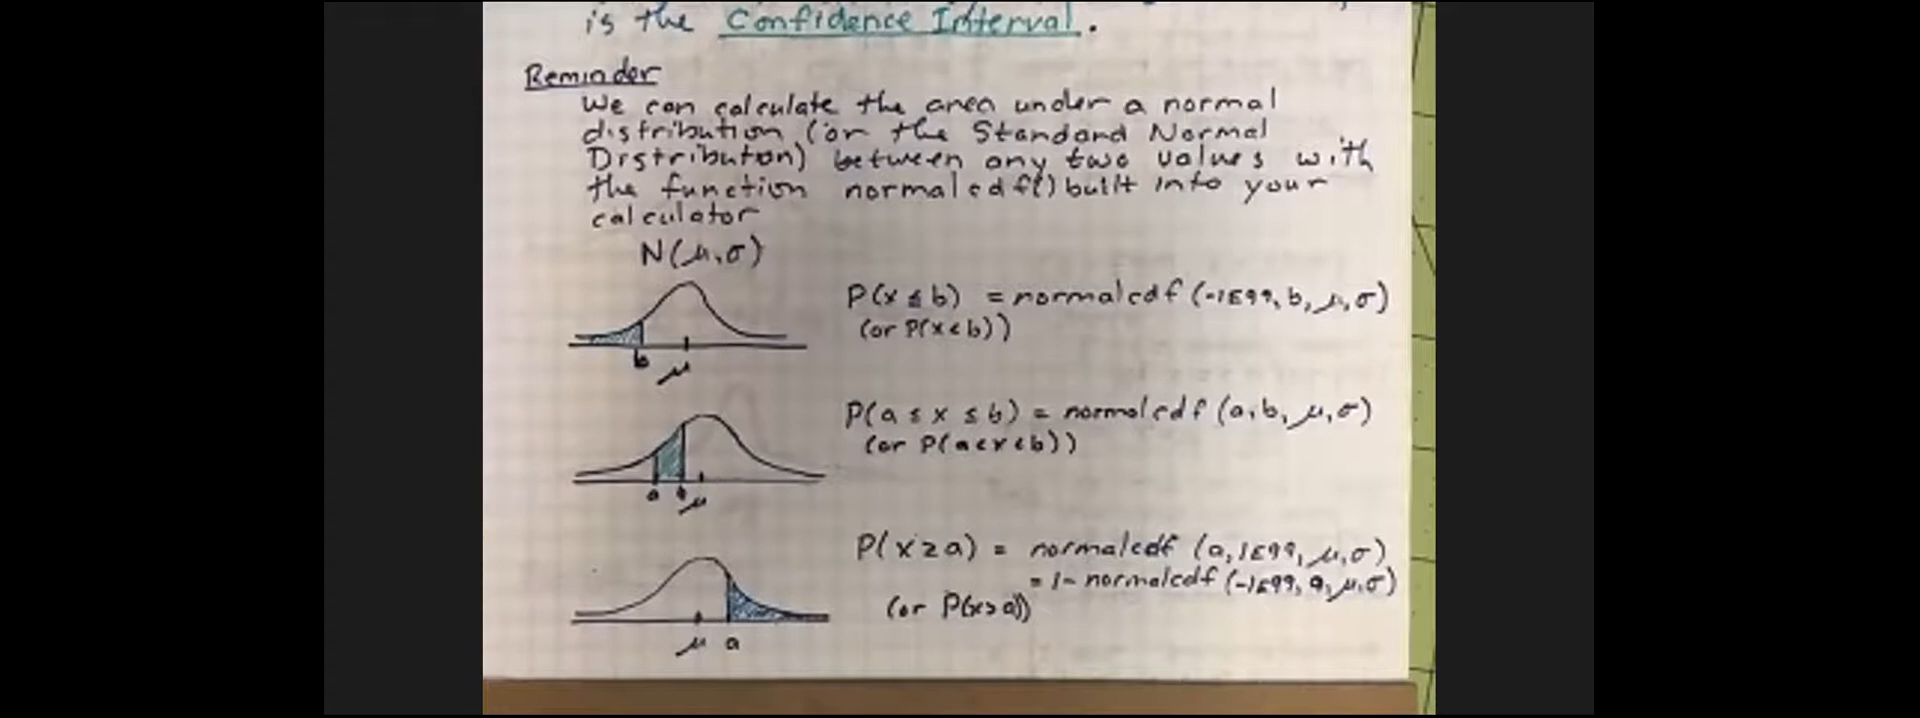 is the Confidence Interval.
Reminder
We can calculate the area under a normal
distribution (or the Standard Normal
Distribution) between any two values with
the function normalcdf() built into your
calculator
N(μ,σ)
P(x ≤ b) = normalcdf (-1E99, b, μ, σ)
(or P(x < b))
b
μ
P(a ≤ x ≤ b) = normalcdf (a, b, μ, σ)
(or P(a < x < b))
a b μ
P(x ≥ a) = normalcdf (a, 1E99, μ, σ)
= 1- normalcdf (-1E99, a, μ, σ)
(or P(x > a))
μ a